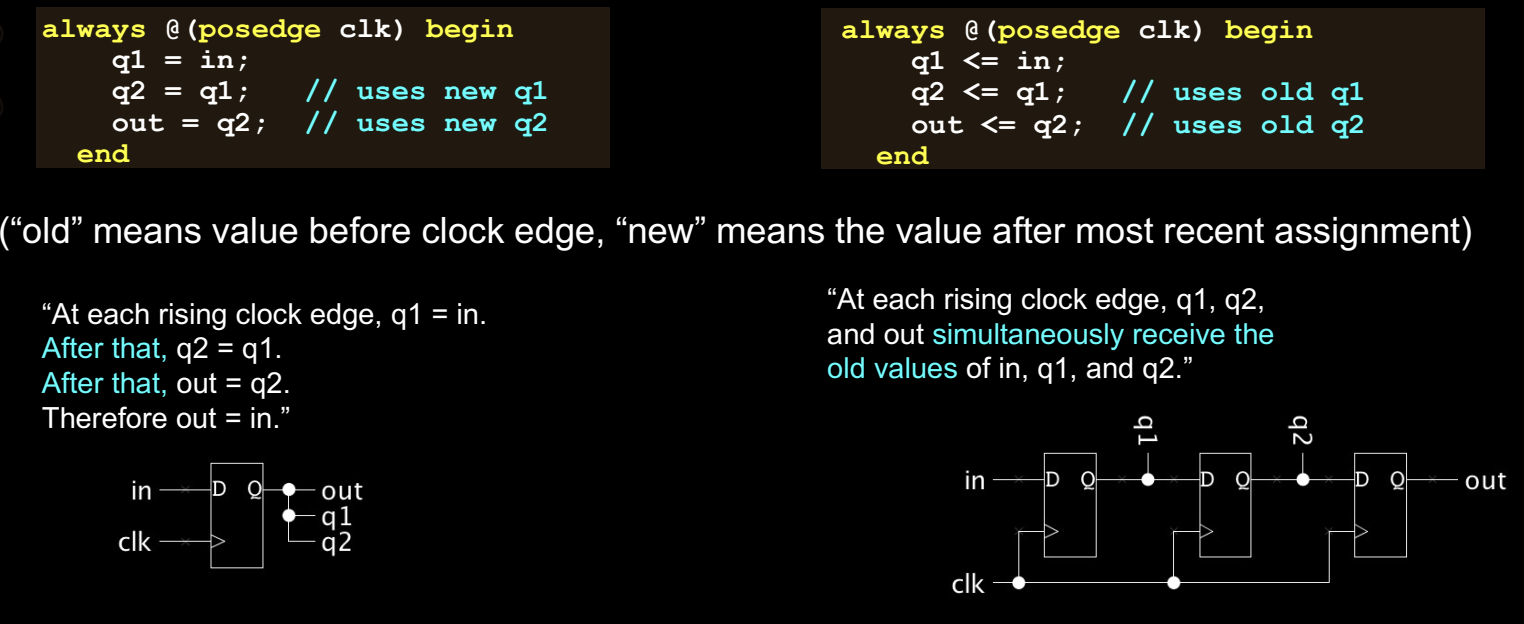 always @(posedge clk) begin
q1 = in;
q2 = q1; // uses new q1
out = q2; // uses new q2
end
always @(posedge clk) begin
q1 <= in;
q2 <= q1; // uses old q1
out <= q2; // uses old q2
end
(“old” means value before clock edge, “new” means the value after most recent assignment)
“At each rising clock edge, q1 = in.
After that, q2 = q1.
After that, out = q2.
Therefore out = in.”
“At each rising clock edge, q1, q2,
and out simultaneously receive the
old values of in, q1, and q2.”
in D Q out
q1
clk q2
q1 q2
in D Q D Q D Q out
clk